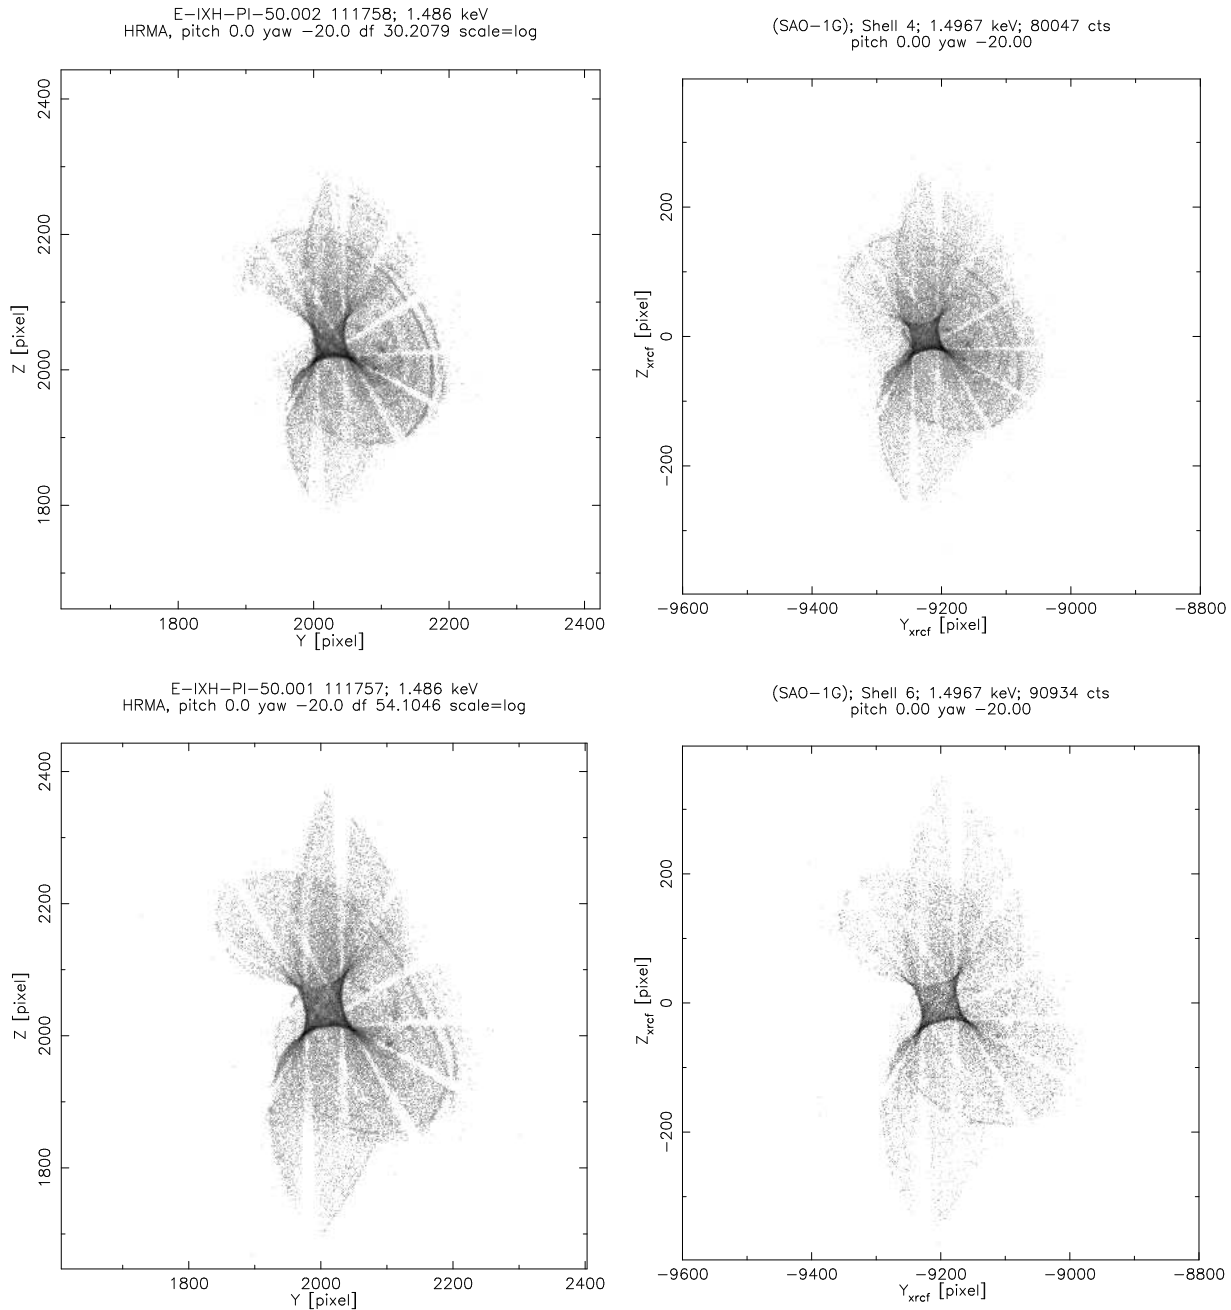 E-IXH-PI-50.002 111758; 1.486 keV
HRMA, pitch 0.0 yaw -20.0 df 30.2079 scale=log
2400
2200
2000
1800
Z [pixel]
1800 2000 2200 2400
Y [pixel]
(SAO-1G); Shell 4; 1.4967 keV; 80047 cts
pitch 0.00 yaw -20.00
200
0
-200
Zxrcf [pixel]
-9600 -9400 -9200 -9000 -8800
Yxrcf [pixel]
E-IXH-PI-50.001 111757; 1.486 keV
HRMA, pitch 0.0 yaw -20.0 df 54.1046 scale=log
2400
2200
2000
1800
Z [pixel]
1800 2000 2200 2400
Y [pixel]
(SAO-1G); Shell 6; 1.4967 keV; 90934 cts
pitch 0.00 yaw -20.00
200
0
-200
Zxrcf [pixel]
-9600 -9400 -9200 -9000 -8800
Yxrcf [pixel]